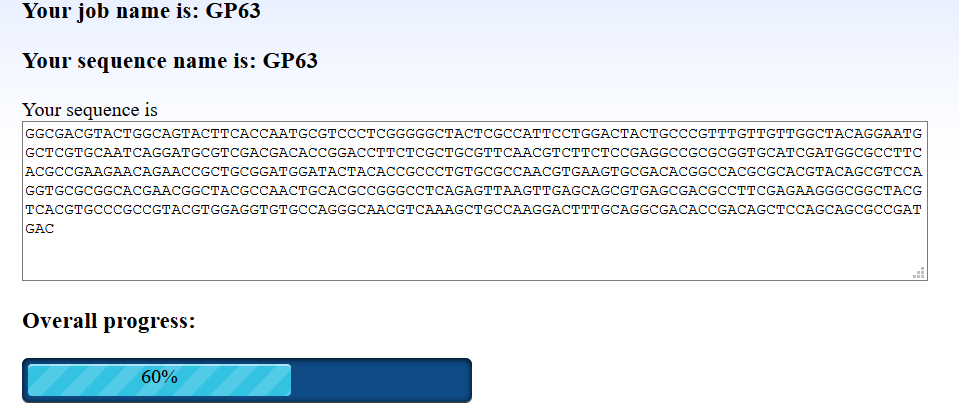 Your job name is: GP63
Your sequence name is: GP63
Your sequence is
GGCGACGTACTGGCAGTACTTCACCAATGCGTCCCTCGGGGGCTACTCGCCATTCCTGGACTACTGCCCGTTTGTTGTTGGCTACAGGAATG
GCTCGTGCAATCAGGATGCGTCGACGACACCGGACCTTCTCGCTGCGTTCAACGTCTTCTCCGAGGCCGCGCGGTGCATCGATGGCGCCTTC
ACGCCGAAGAACAGAACCGCTGCGGATGGATACTACACCGCCCTGTGCGCCAACGTGAAGTGCGACACGGCCACGCGCACGTACAGCGTCCA
GGTGCGCGGCACGAACGGCTACGCCAACTGCACGCCGGGCCTCAGAGTTAAGTTGAGCAGCGTGAGCGACGCCTTCGAGAAGGGCGGCTACG
TCACGTGCCCGCCGTACGTGGAGGTGTGCCAGGGCAACGTCAAAGCTGCCAAGGACTTTGCAGGCGACACCGACAGCTCCAGCAGCGCCGAT
GAC
Overall progress:
60%